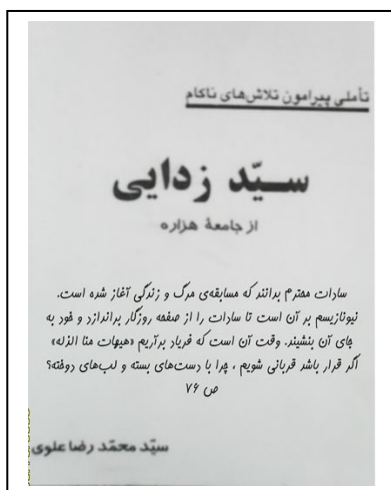 تأملی پیرامون تلاش‌های ناکام
سیّد زدایی
از جامعهٔ هزاره
سادات محترم بدانند که مسابقه‌ی مرگ و زندگی آغاز شده است.
نیونازیسم بر آن است تا سادات را از صفحه روزگار براندازد و خود به
جای آن بنشیند. وقت آن است که فریاد برآریم «هیهات منا الذله»
اگر قرار باشد قربانی شویم ، چرا با دست‌های بسته و لب‌های دوخته؟
ص ۷۶
سیّد محمّد رضا علوی